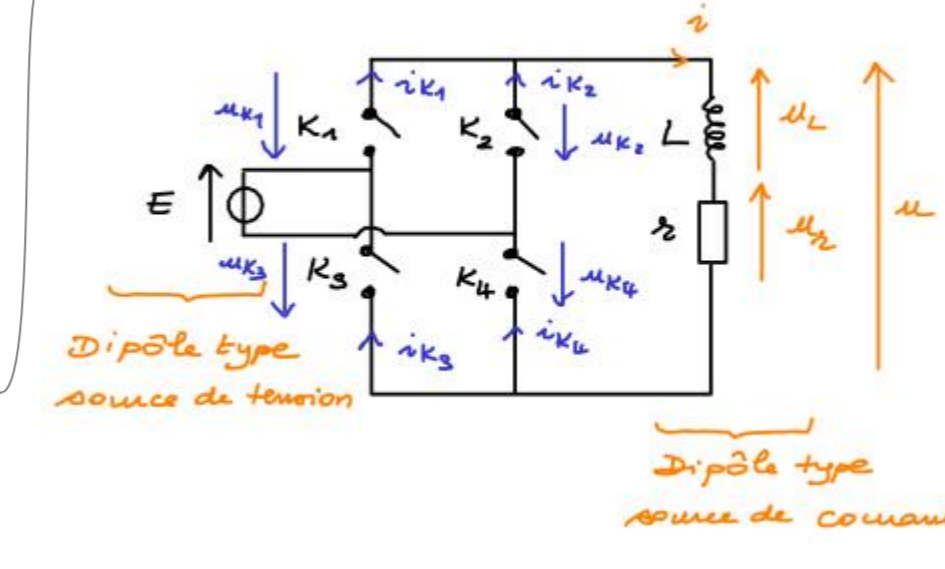 i
iK1
iK2
uK1
K1
K2
uK2
L
uL
E
r
ur
u
uK3
K3
K4
uK4
iK3
iK4
Dipôle type
source de tension
Dipôle type
source de couran